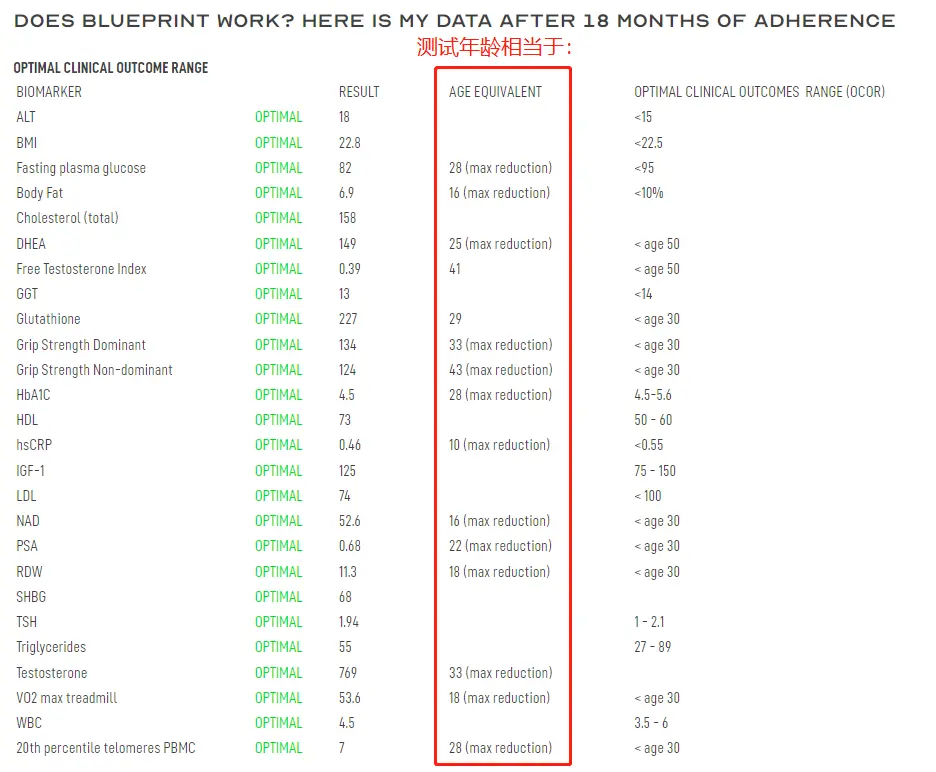 DOES BLUEPRINT WORK? HERE IS MY DATA AFTER 18 MONTHS OF ADHERENCE
测试年龄相当于:
OPTIMAL CLINICAL OUTCOME RANGE
BIOMARKER RESULT AGE EQUIVALENT OPTIMAL CLINICAL OUTCOMES RANGE (OCOR)
ALT OPTIMAL 18 <15
BMI OPTIMAL 22.8 <22.5
Fasting plasma glucose OPTIMAL 82 28 (max reduction) <95
Body Fat OPTIMAL 6.9 16 (max reduction) <10%
Cholesterol (total) OPTIMAL 158
DHEA OPTIMAL 149 25 (max reduction) < age 50
Free Testosterone Index OPTIMAL 0.39 41 < age 50
GGT OPTIMAL 13 <14
Glutathione OPTIMAL 227 29 < age 30
Grip Strength Dominant OPTIMAL 134 33 (max reduction) < age 30
Grip Strength Non-dominant OPTIMAL 124 43 (max reduction) < age 30
HbA1C OPTIMAL 4.5 28 (max reduction) 4.5-5.6
HDL OPTIMAL 73 50 - 60
hsCRP OPTIMAL 0.46 10 (max reduction) <0.55
IGF-1 OPTIMAL 125 75 - 150
LDL OPTIMAL 74 < 100
NAD OPTIMAL 52.6 16 (max reduction) < age 30
PSA OPTIMAL 0.68 22 (max reduction) < age 30
RDW OPTIMAL 11.3 18 (max reduction) < age 30
SHBG OPTIMAL 68
TSH OPTIMAL 1.94 1 - 2.1
Triglycerides OPTIMAL 55 27 - 89
Testosterone OPTIMAL 769 33 (max reduction)
VO2 max treadmill OPTIMAL 53.6 18 (max reduction) < age 30
WBC OPTIMAL 4.5 3.5 - 6
20th percentile telomeres PBMC OPTIMAL 7 28 (max reduction) < age 30